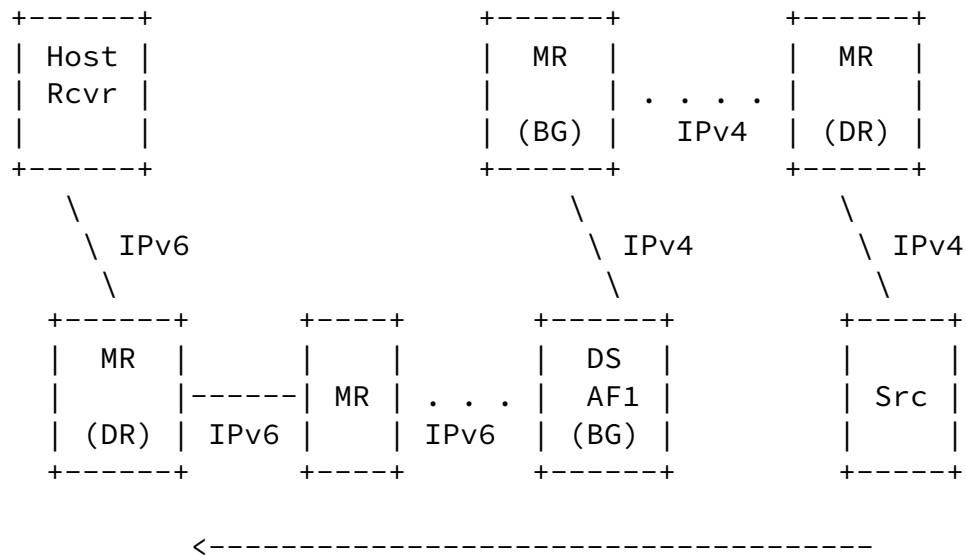 Host MR MR
Rcvr
(BG) IPv4 (DR)
IPv6 IPv4 IPv4
MR DS
MR . . . AF1 Src
(DR) IPv6 IPv6 (BG)